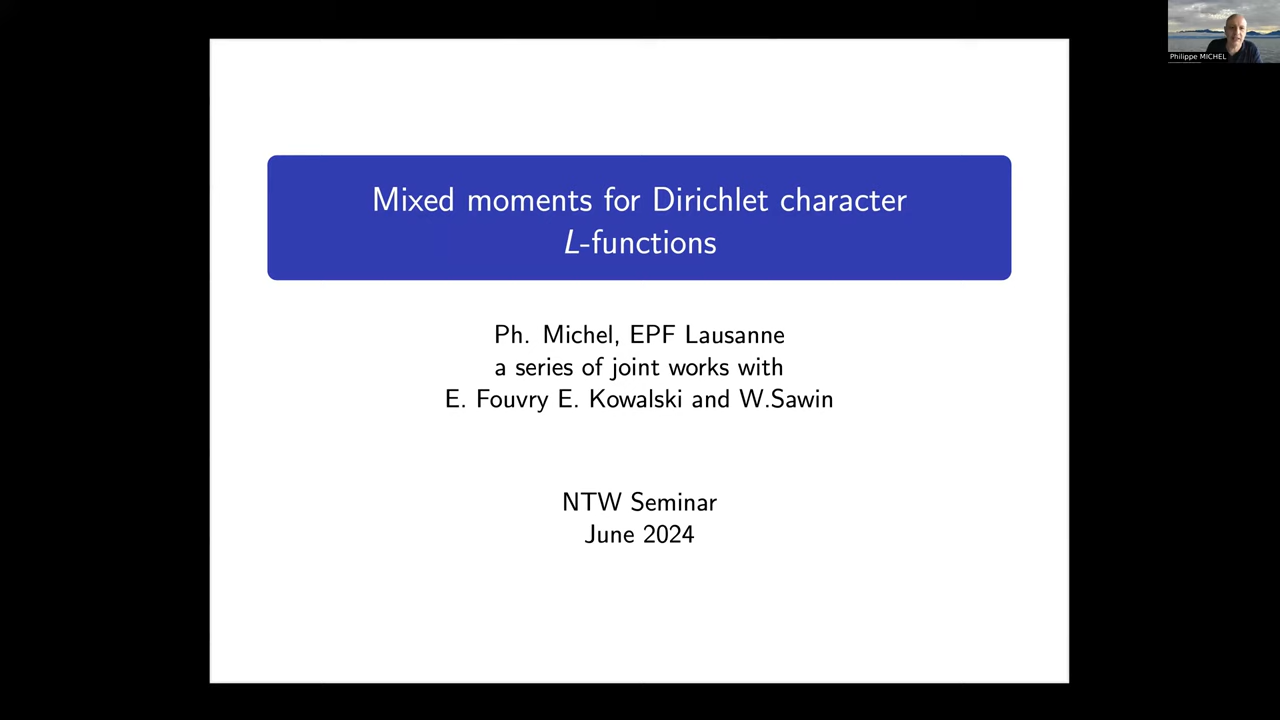 Philippe MICHEL
Mixed moments for Dirichlet character
L-functions
Ph. Michel, EPF Lausanne
a series of joint works with
E. Fouvry E. Kowalski and W.Sawin
NTW Seminar
June 2024